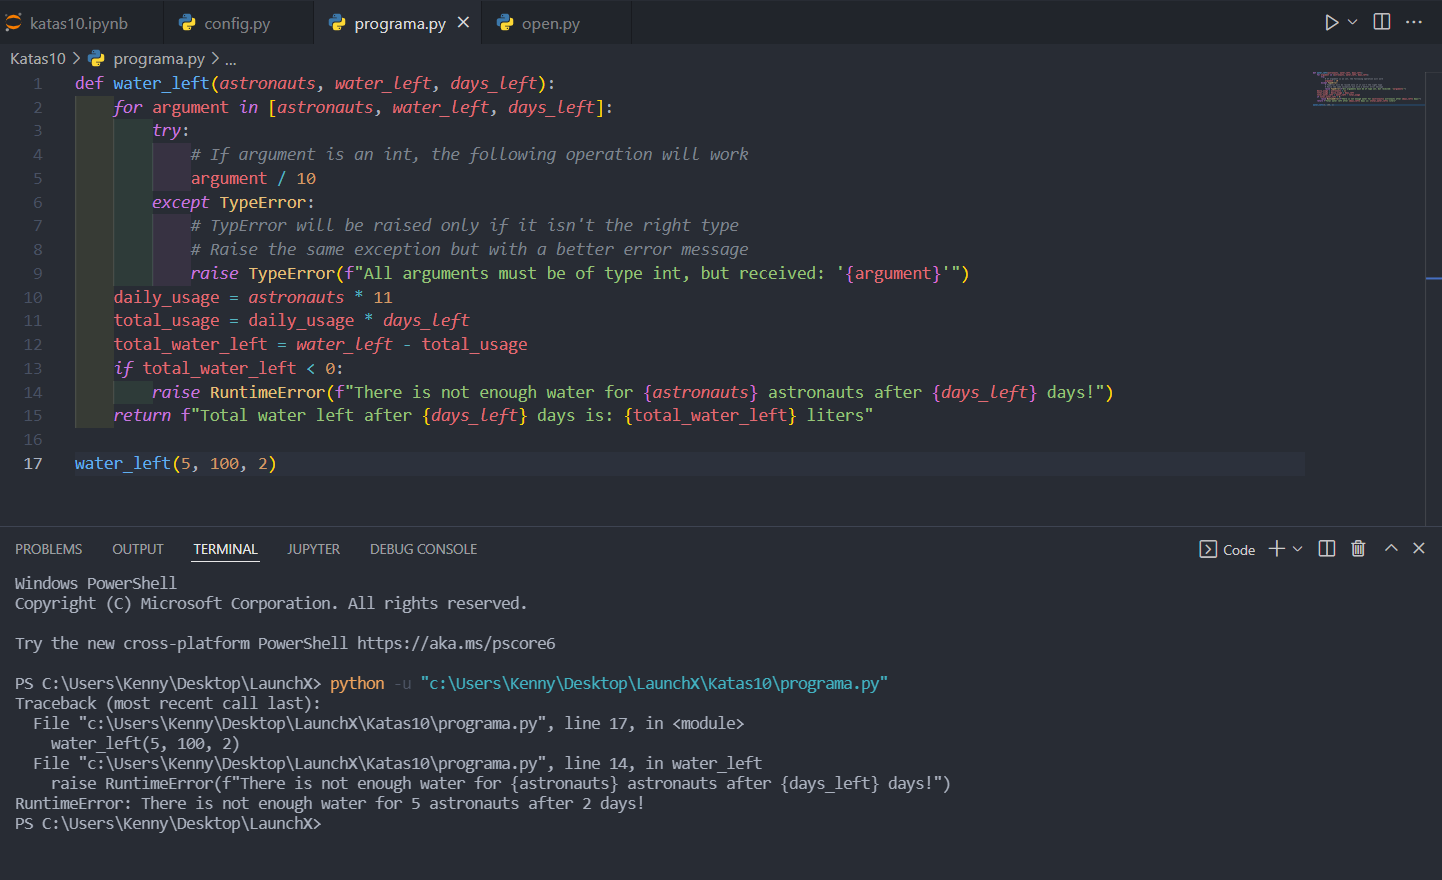 katas10.ipynb
config.py
programa.py
open.py
Katas10 > programa.py > ...
1 def water_left(astronauts, water_left, days_left):
2     for argument in [astronauts, water_left, days_left]:
3         try:
4             # If argument is an int, the following operation will work
5             argument / 10
6         except TypeError:
7             # TypError will be raised only if it isn't the right type
8             # Raise the same exception but with a better error message
9             raise TypeError(f"All arguments must be of type int, but received: '{argument}'")
10     daily_usage = astronauts * 11
11     total_usage = daily_usage * days_left
12     total_water_left = water_left - total_usage
13     if total_water_left < 0:
14         raise RuntimeError(f"There is not enough water for {astronauts} astronauts after {days_left} days!")
15     return f"Total water left after {days_left} days is: {total_water_left} liters"
16
17 water_left(5, 100, 2)
PROBLEMS OUTPUT TERMINAL JUPYTER DEBUG CONSOLE
Code
Windows PowerShell
Copyright (C) Microsoft Corporation. All rights reserved.
Try the new cross-platform PowerShell https://aka.ms/pscore6
PS C:\Users\Kenny\Desktop\LaunchX> python -u "c:\Users\Kenny\Desktop\LaunchX\Katas10\programa.py"
Traceback (most recent call last):
  File "c:\Users\Kenny\Desktop\LaunchX\Katas10\programa.py", line 17, in <module>
    water_left(5, 100, 2)
  File "c:\Users\Kenny\Desktop\LaunchX\Katas10\programa.py", line 14, in water_left
    raise RuntimeError(f"There is not enough water for {astronauts} astronauts after {days_left} days!")
RuntimeError: There is not enough water for 5 astronauts after 2 days!
PS C:\Users\Kenny\Desktop\LaunchX>